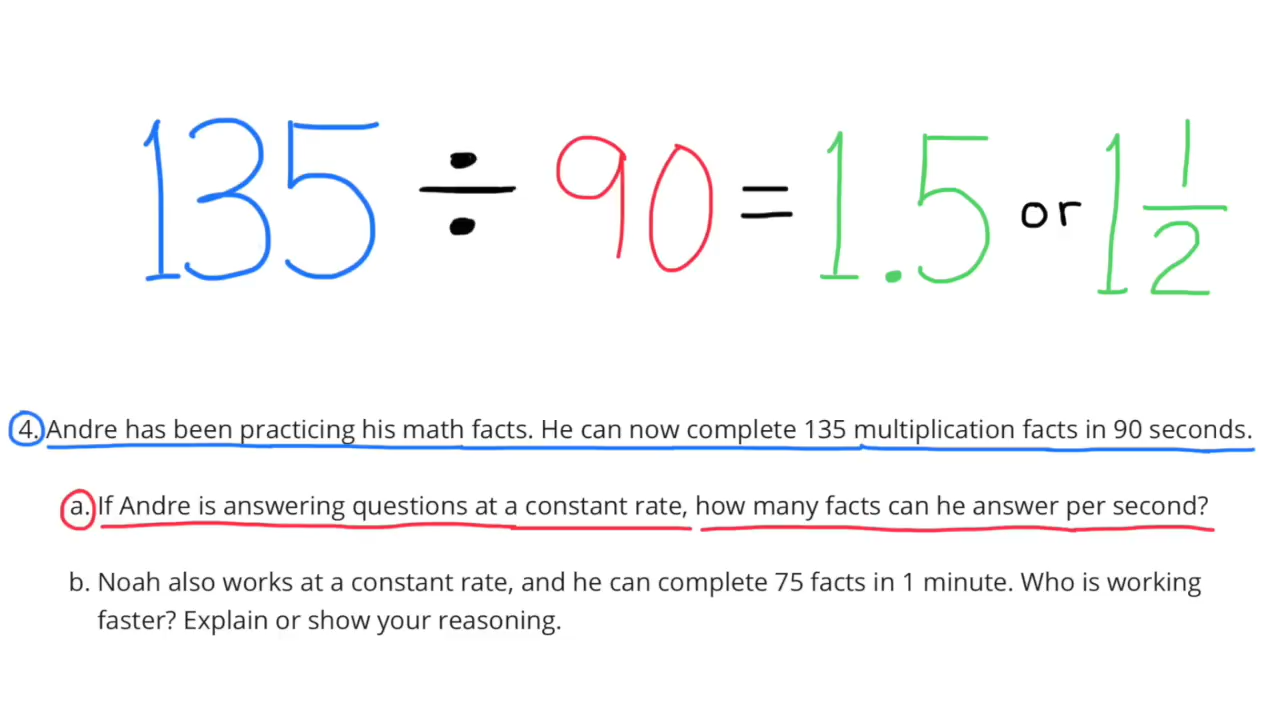 135 ÷ 90 = 1.5 or 1 1/2
4. Andre has been practicing his math facts. He can now complete 135 multiplication facts in 90 seconds.
a. If Andre is answering questions at a constant rate, how many facts can he answer per second?
b. Noah also works at a constant rate, and he can complete 75 facts in 1 minute. Who is working
faster? Explain or show your reasoning.